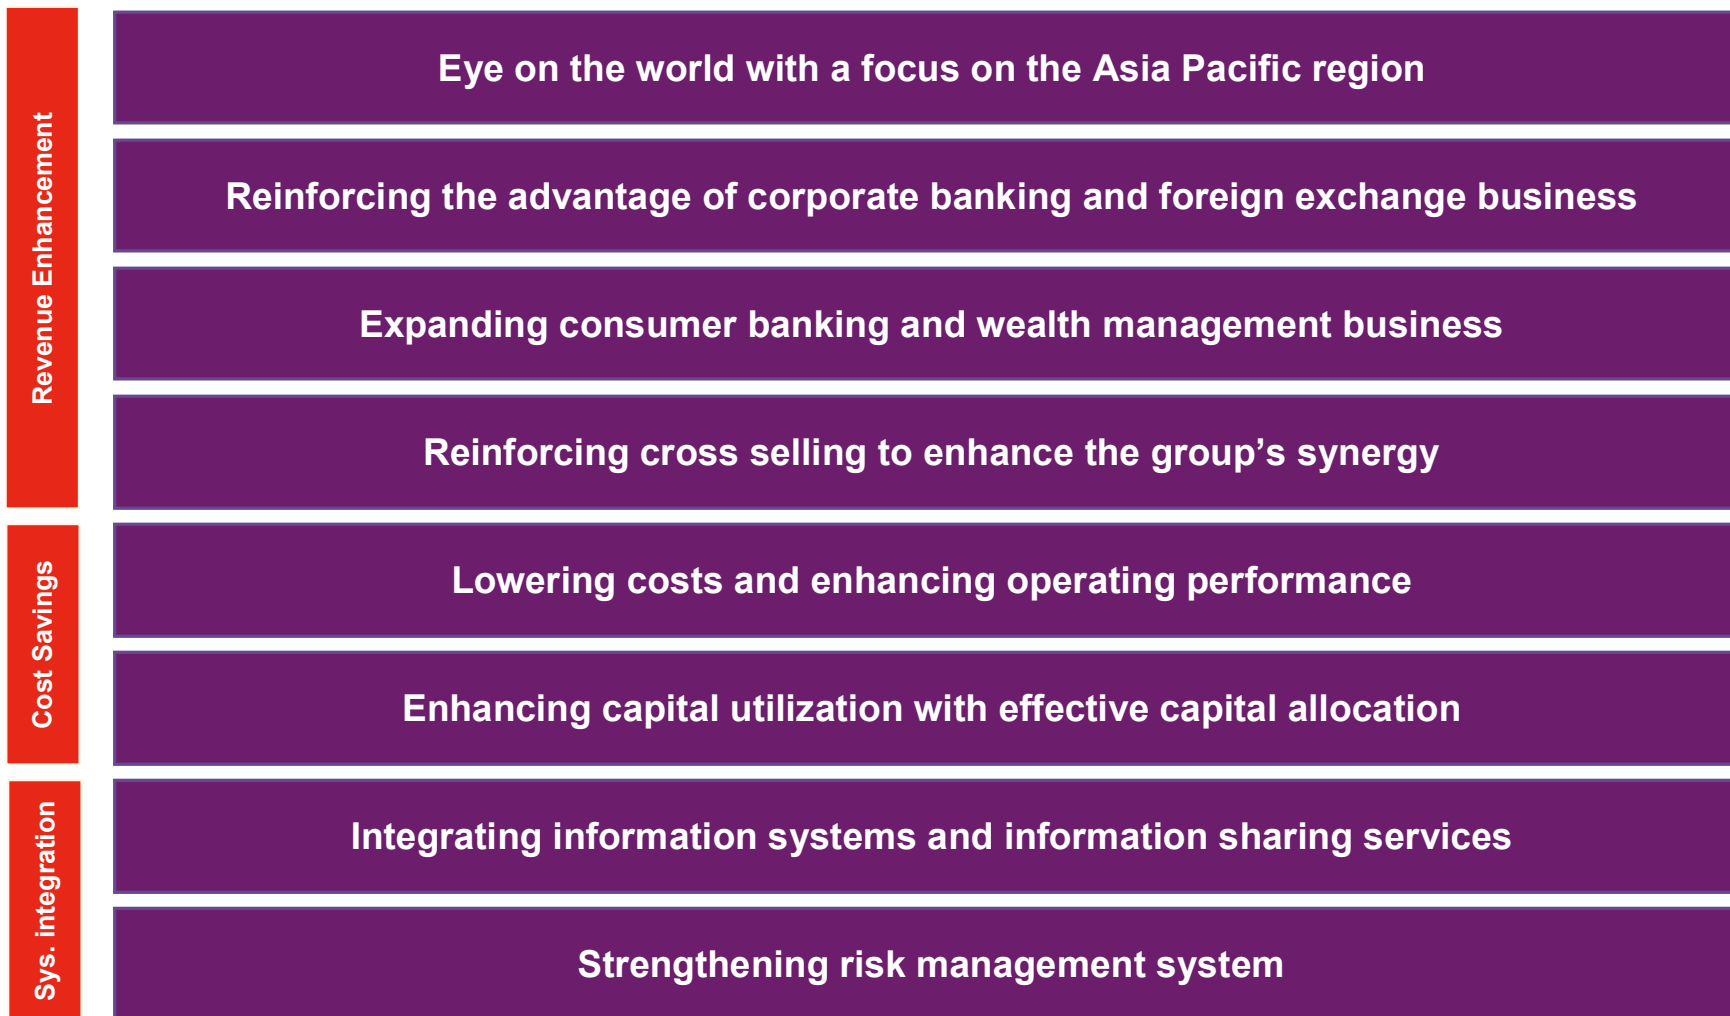 Revenue Enhancement
Eye on the world with a focus on the Asia Pacific region
Reinforcing the advantage of corporate banking and foreign exchange business
Expanding consumer banking and wealth management business
Reinforcing cross selling to enhance the group’s synergy
Cost Savings
Lowering costs and enhancing operating performance
Enhancing capital utilization with effective capital allocation
Sys. integration
Integrating information systems and information sharing services
Strengthening risk management system